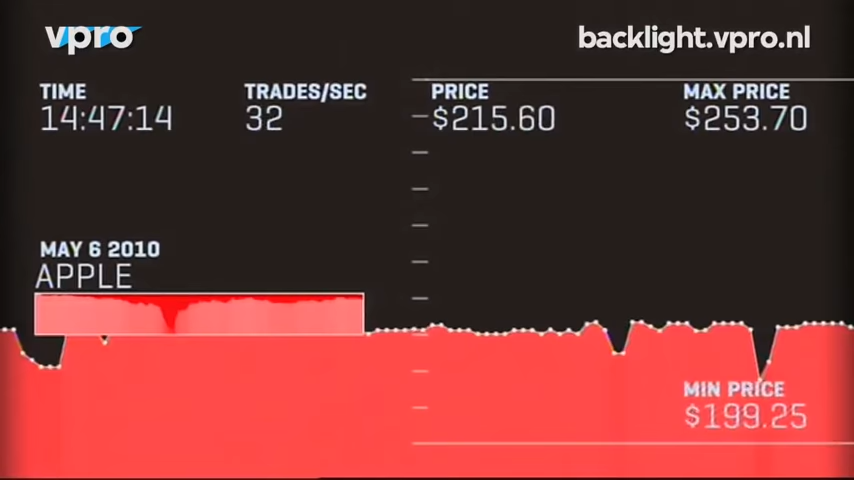 vpro
backlight.vpro.nl
TIME
14:47:14
TRADES/SEC
32
PRICE
$215.60
MAX PRICE
$253.70
MAY 6 2010
APPLE
MIN PRICE
$199.25